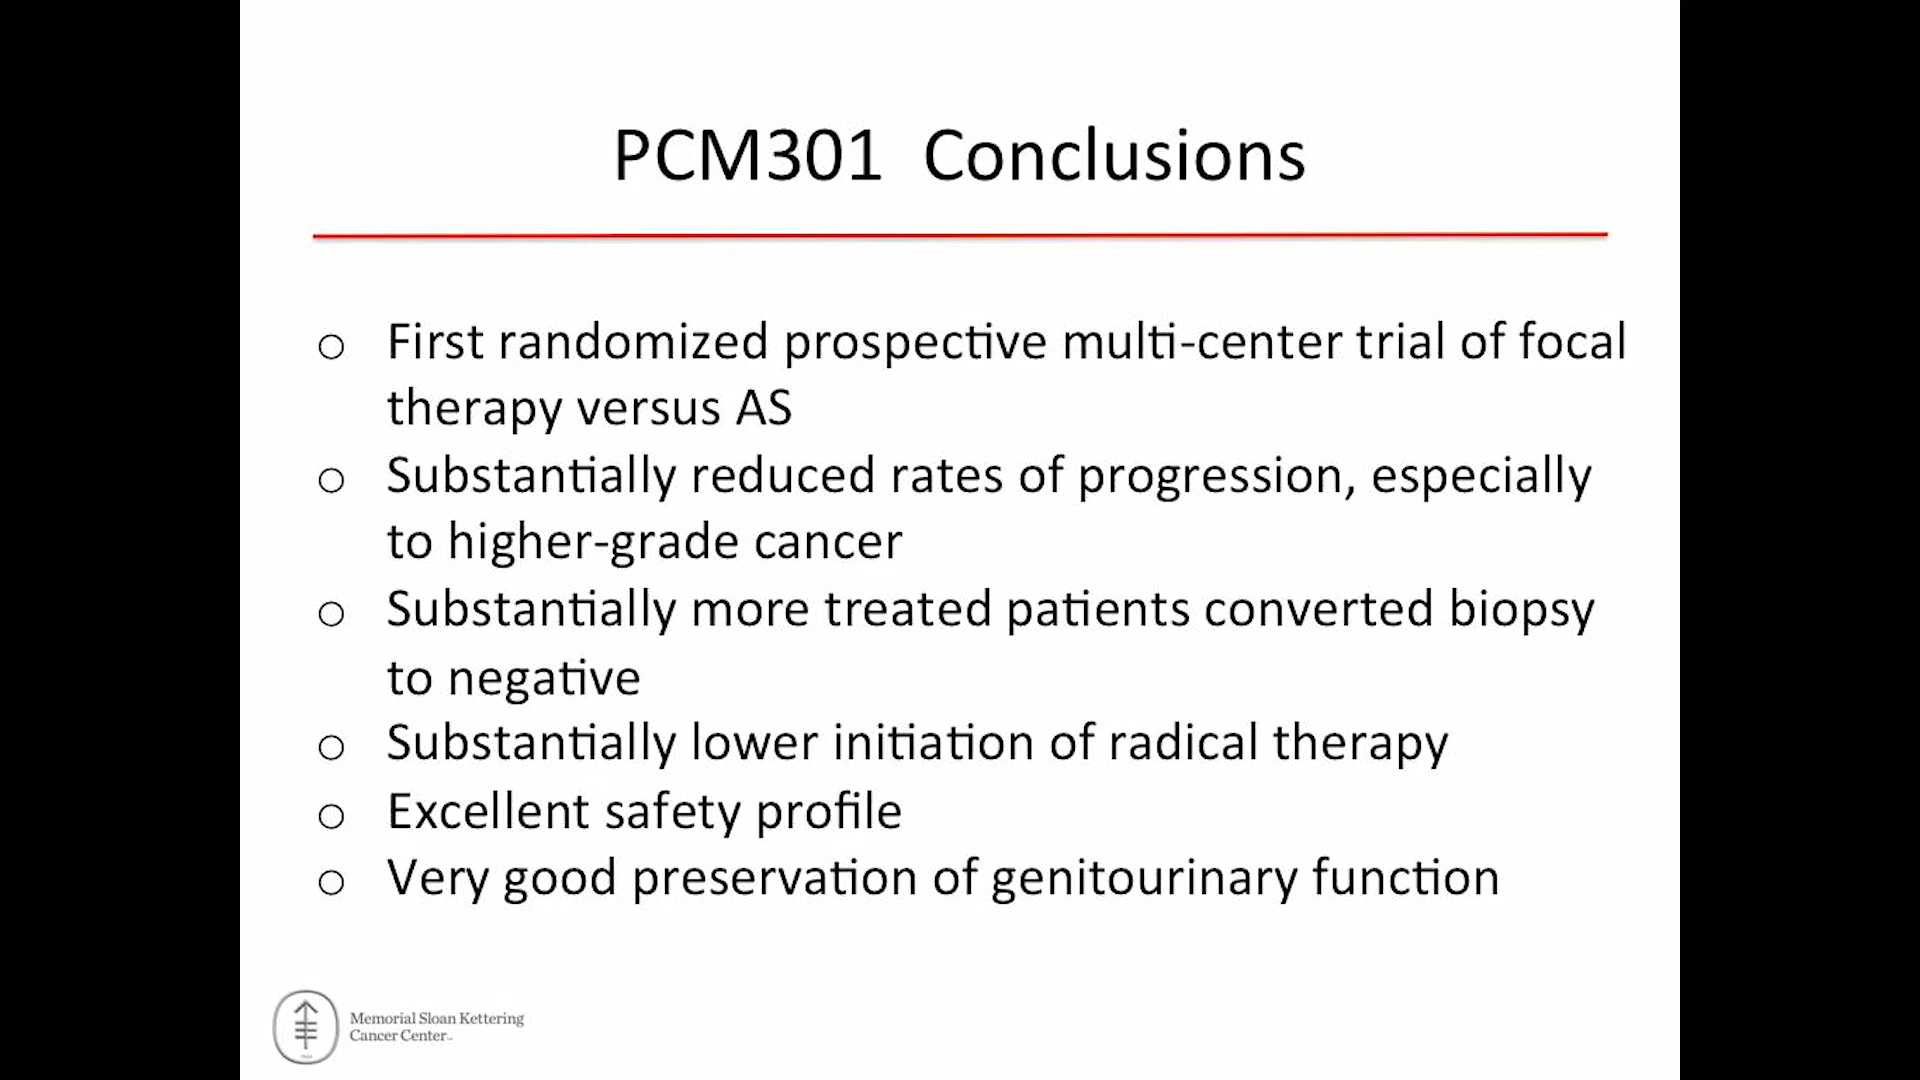 PCM301 Conclusions
○ First randomized prospective multi-center trial of focal
therapy versus AS
○ Substantially reduced rates of progression, especially
to higher-grade cancer
○ Substantially more treated patients converted biopsy
to negative
○ Substantially lower initiation of radical therapy
○ Excellent safety profile
○ Very good preservation of genitourinary function
Memorial Sloan Kettering
Cancer Center